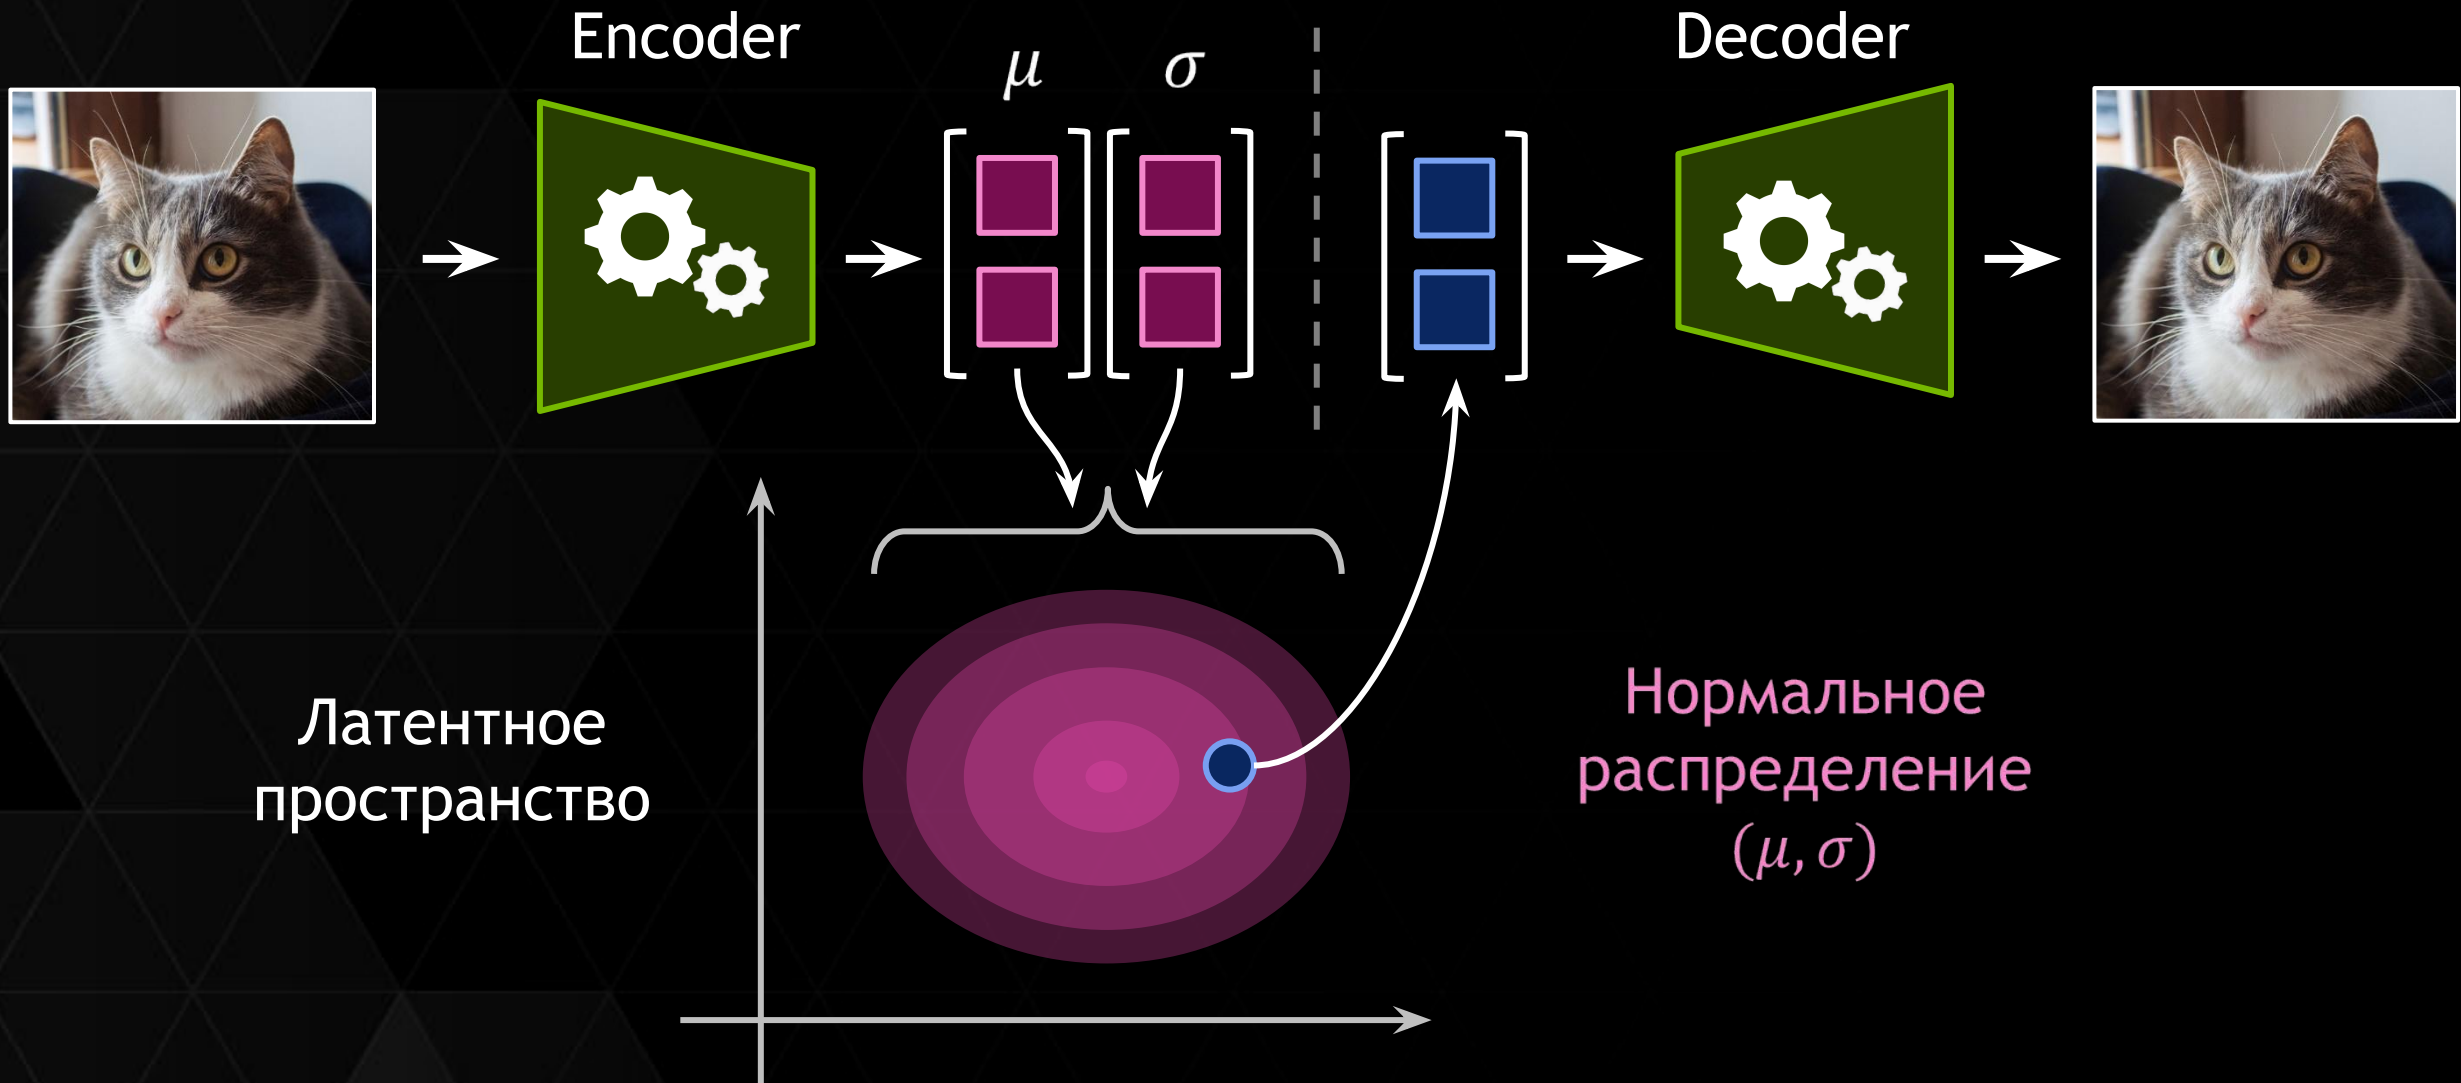 Encoder
μ
σ
Decoder
Латентное
пространство
Нормальное
распределение
(μ, σ)